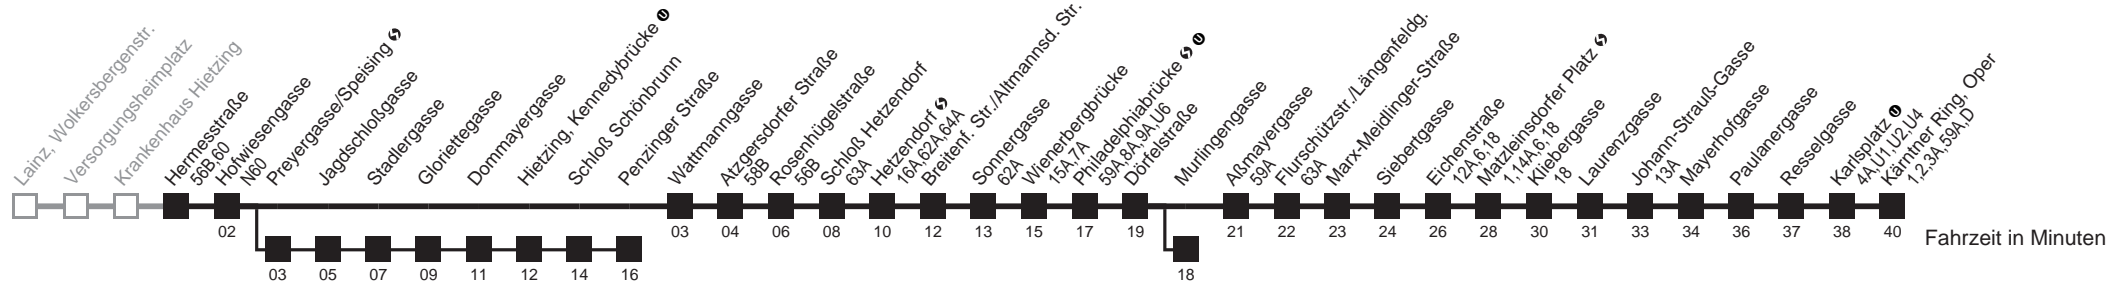 Lainz, Wolkersbergenstr.
Versorgungsheimplatz
Krankenhaus Hietzing
Hermesstraße
56B,60
Hofwiesengasse
N60
Preyergasse/Speising
Jagdschloßgasse
Stadlergasse
Gloriettegasse
Dommayergasse
Hietzing, Kennedybrücke U
Schloß Schönbrunn
Penzinger Straße
Wattmanngasse
Atzgersdorfer Straße
58B
Rosenhügelstraße
56B
Schloß Hetzendorf
63A
Hetzendorf
16A,62A,64A
Breitenf. Str./Altmannsd. Str.
Sonnergasse
62A
Wienerbergbrücke
15A,7A
Philadelphiabrücke U
59A,8A,9A,U6
Dörfelstraße
Murlingengasse
Aßmayergasse
59A
Flurschützstr./Längenfeldg.
63A
Marx-Meidlinger-Straße
Siebertgasse
Eichenstraße
12A,6,18
Matzleinsdorfer Platz
1,14A,6,18
Kliebergasse
18
Laurenzgasse
Johann-Strauß-Gasse
13A
Mayerhofgasse
Paulanergasse
Resselgasse
Karlsplatz U
4A,U1,U2,U4
Kärntner Ring, Oper
1,2,3A,59A,D
02 03 04 06 08 10 12 13 15 17 19 21 22 23 24 26 28 30 31 33 34 36 37 38 40
Fahrzeit in Minuten
03 05 07 09 11 12 14 16 18